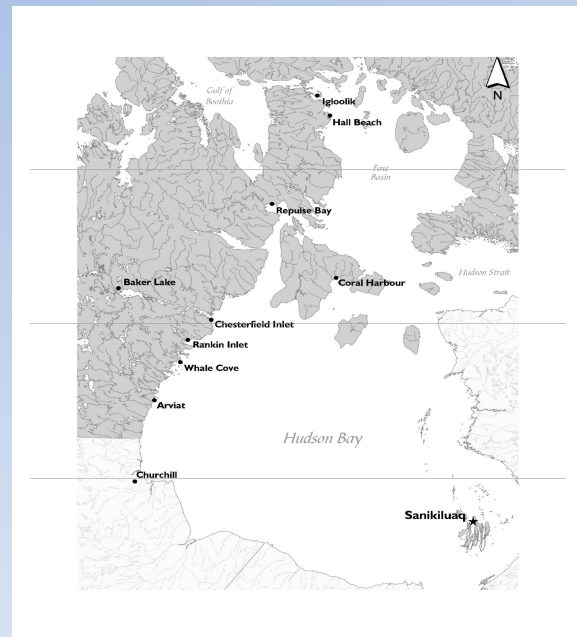 N
Gulf of
Boothia
Igloolik
Hall Beach
Foxe
Basin
Repulse Bay
Hudson Strait
Coral Harbour
Baker Lake
Chesterfield Inlet
Rankin Inlet
Whale Cove
Arviat
Hudson Bay
Churchill
Sanikiluaq